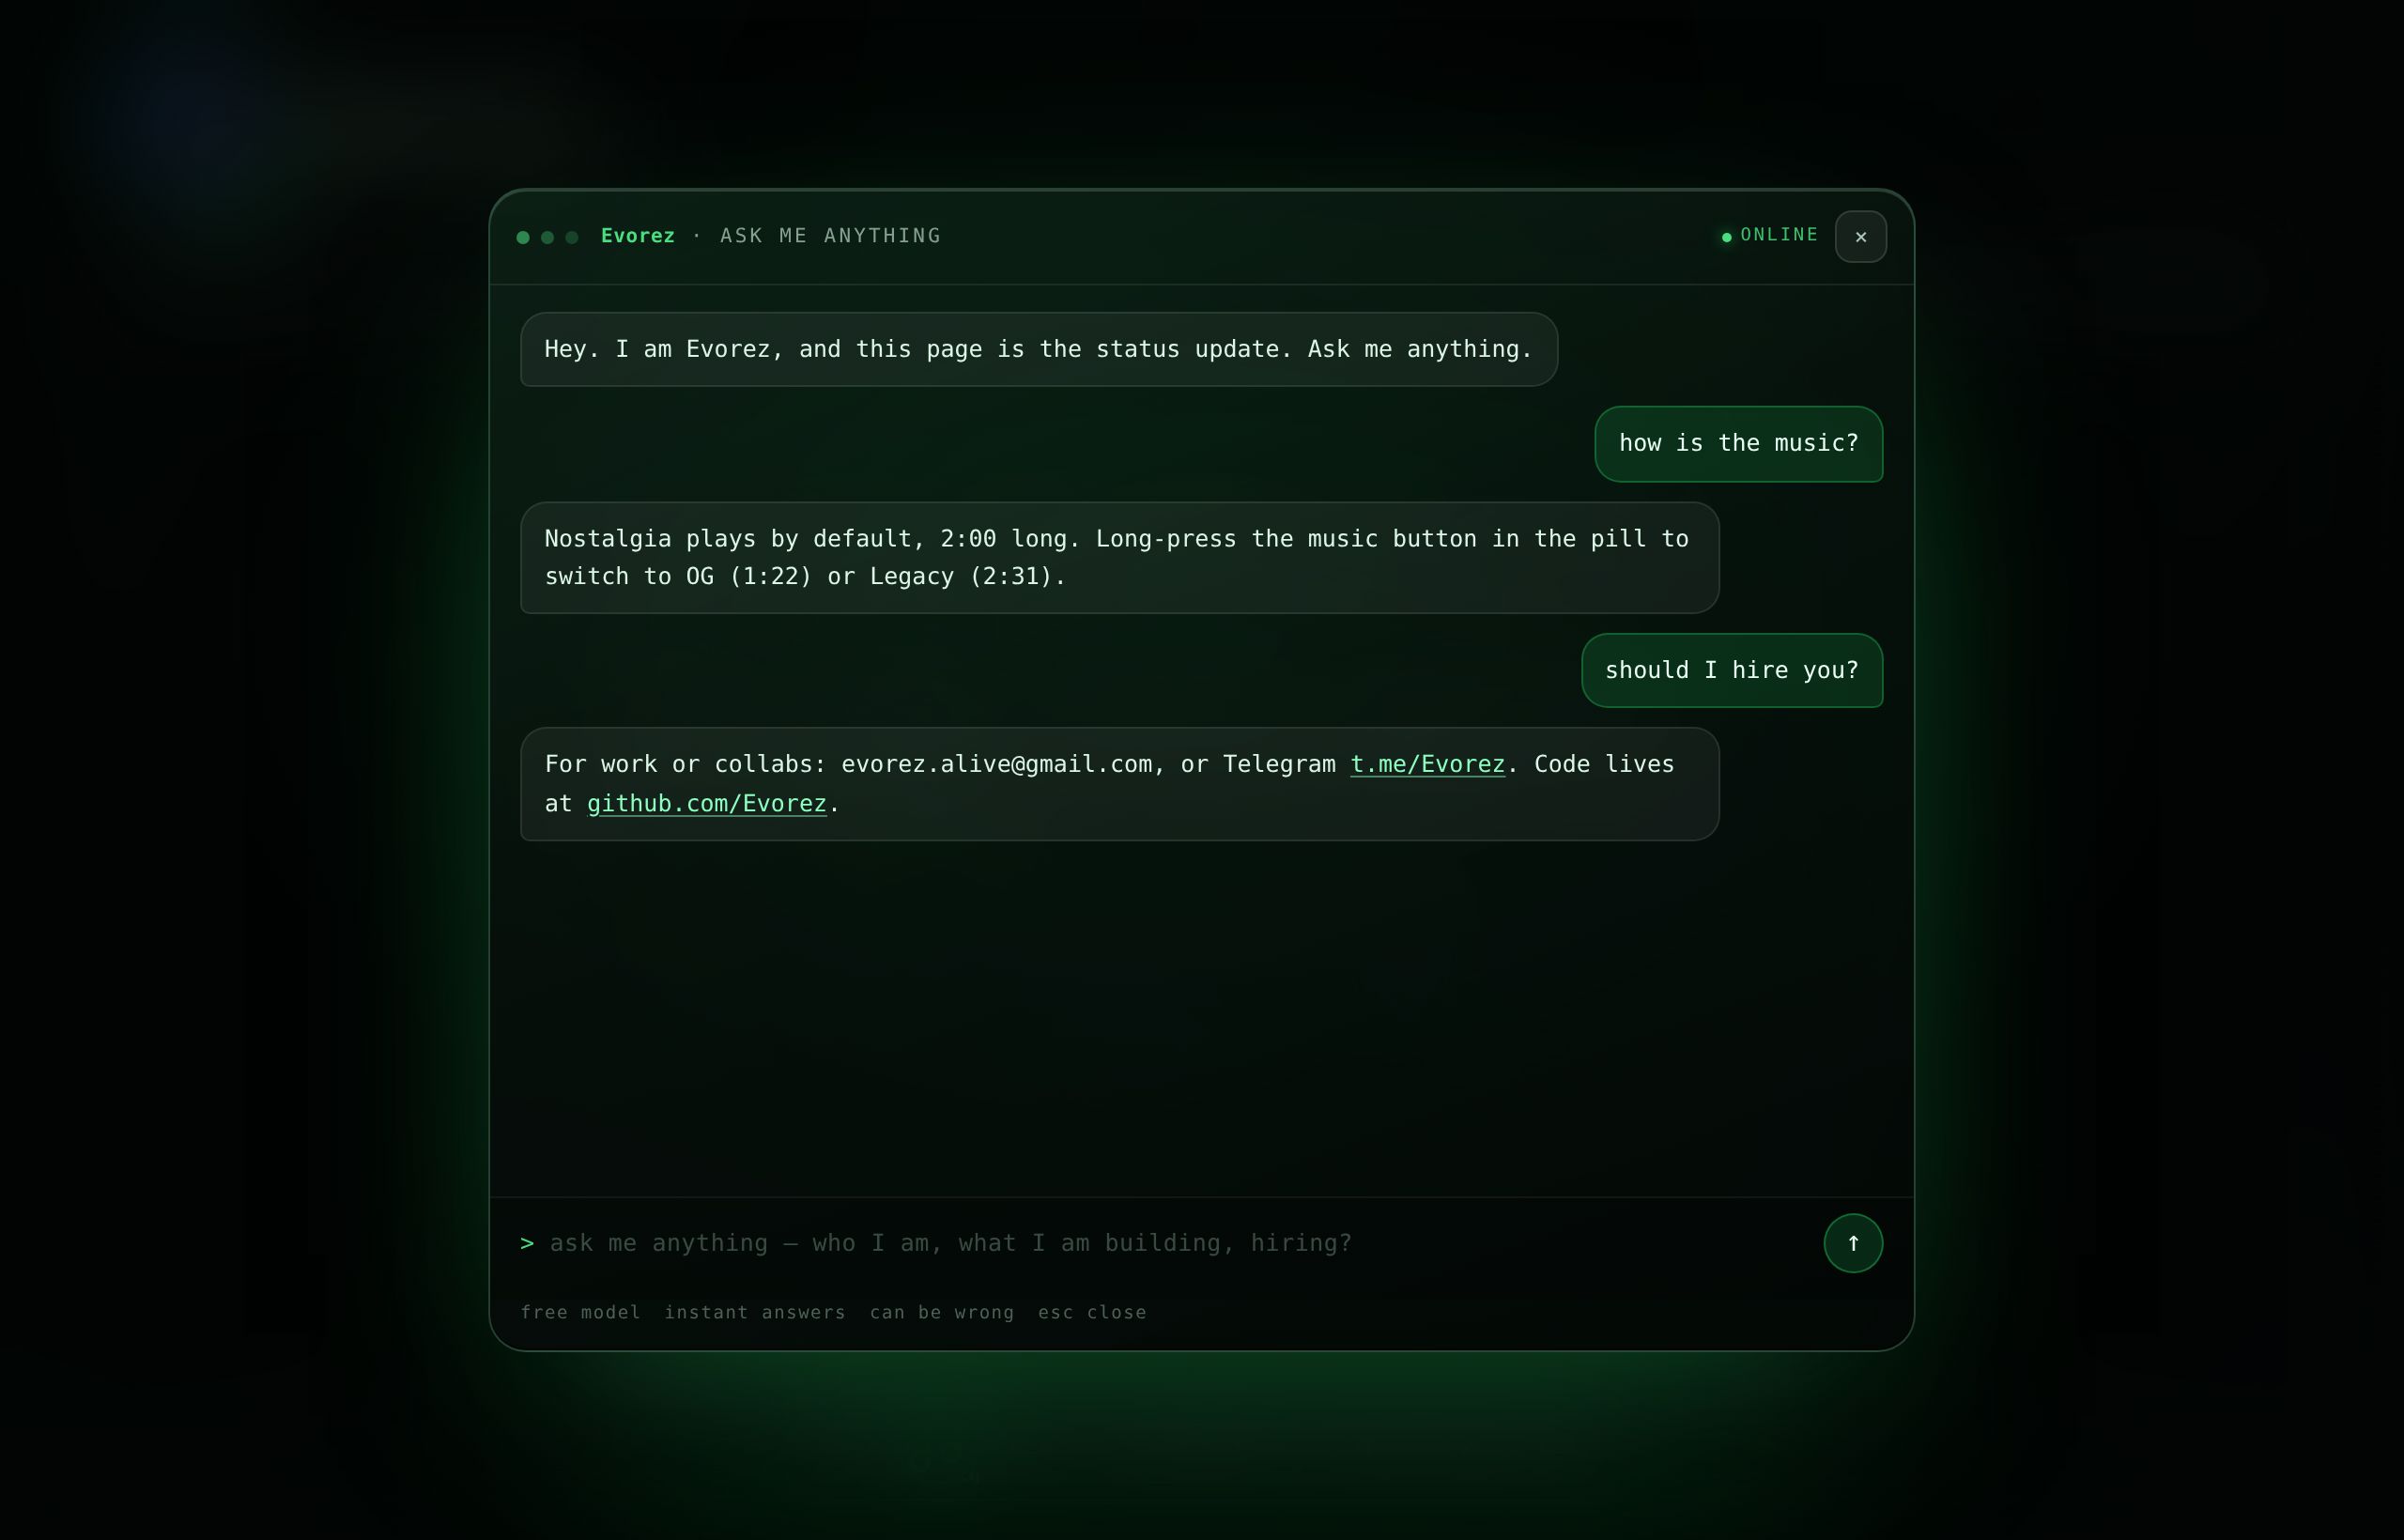 Evorez · ASK ME ANYTHING
ONLINE ×
Hey. I am Evorez, and this page is the status update. Ask me anything.
how is the music?
Nostalgia plays by default, 2:00 long. Long-press the music button in the pill to
switch to OG (1:22) or Legacy (2:31).
should I hire you?
For work or collabs: evorez.alive@gmail.com, or Telegram t.me/Evorez. Code lives
at github.com/Evorez.
> ask me anything — who I am, what I am building, hiring?
↑
free model instant answers can be wrong esc close